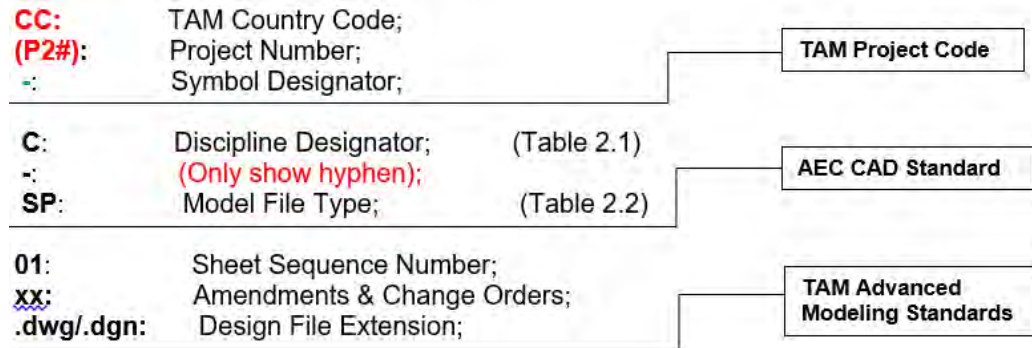 CC: TAM Country Code;
(P2#): Project Number;
TAM Project Code
-: Symbol Designator;
C: Discipline Designator; (Table 2.1)
-: (Only show hyphen);
AEC CAD Standard
SP: Model File Type; (Table 2.2)
01: Sheet Sequence Number;
xx: Amendments & Change Orders;
.dwg/.dgn: Design File Extension;
TAM Advanced
Modeling Standards